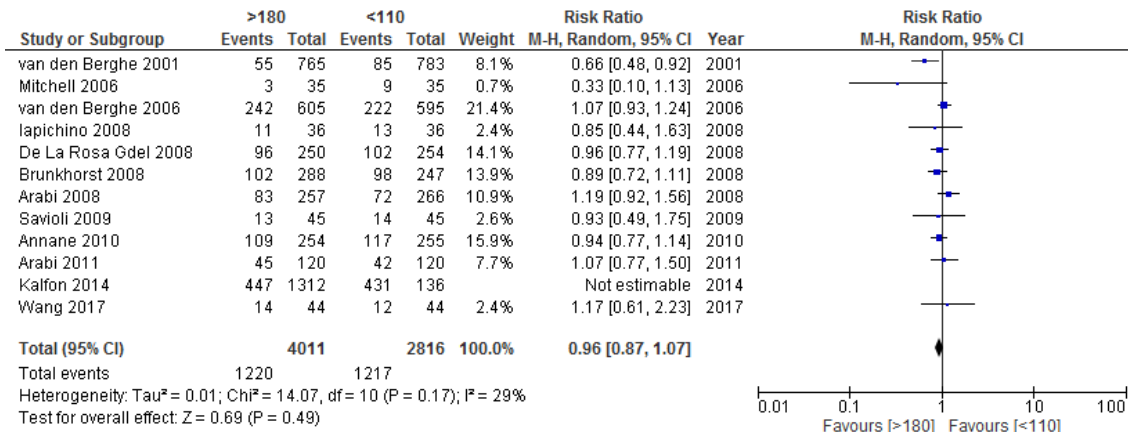 >180 <110 Risk Ratio Risk Ratio
Study or Subgroup Events Total Events Total Weight M-H, Random, 95% CI Year M-H, Random, 95% CI
van den Berghe 2001 55 765 85 783 8.1% 0.66 [0.48, 0.92] 2001
Mitchell 2006 3 35 9 35 0.7% 0.33 [0.10, 1.13] 2006
van den Berghe 2006 242 605 222 595 21.4% 1.07 [0.93, 1.24] 2006
Iapichino 2008 11 36 13 36 2.4% 0.85 [0.44, 1.63] 2008
De La Rosa Gdel 2008 96 250 102 254 14.1% 0.96 [0.77, 1.19] 2008
Brunkhorst 2008 102 288 98 247 13.9% 0.89 [0.72, 1.11] 2008
Arabi 2008 83 257 72 266 10.9% 1.19 [0.92, 1.56] 2008
Savioli 2009 13 45 14 45 2.6% 0.93 [0.49, 1.75] 2009
Annane 2010 109 254 117 255 15.9% 0.94 [0.77, 1.14] 2010
Arabi 2011 45 120 42 120 7.7% 1.07 [0.77, 1.50] 2011
Kalfon 2014 447 1312 431 136 Not estimable 2014
Wang 2017 14 44 12 44 2.4% 1.17 [0.61, 2.23] 2017
Total (95% CI) 4011 2816 100.0% 0.96 [0.87, 1.07]
Total events 1220 1217
Heterogeneity: Tau² = 0.01; Chi² = 14.07, df = 10 (P = 0.17); I² = 29%
Test for overall effect: Z = 0.69 (P = 0.49)
0.01 0.1 1 10 100
Favours [>180] Favours [<110]